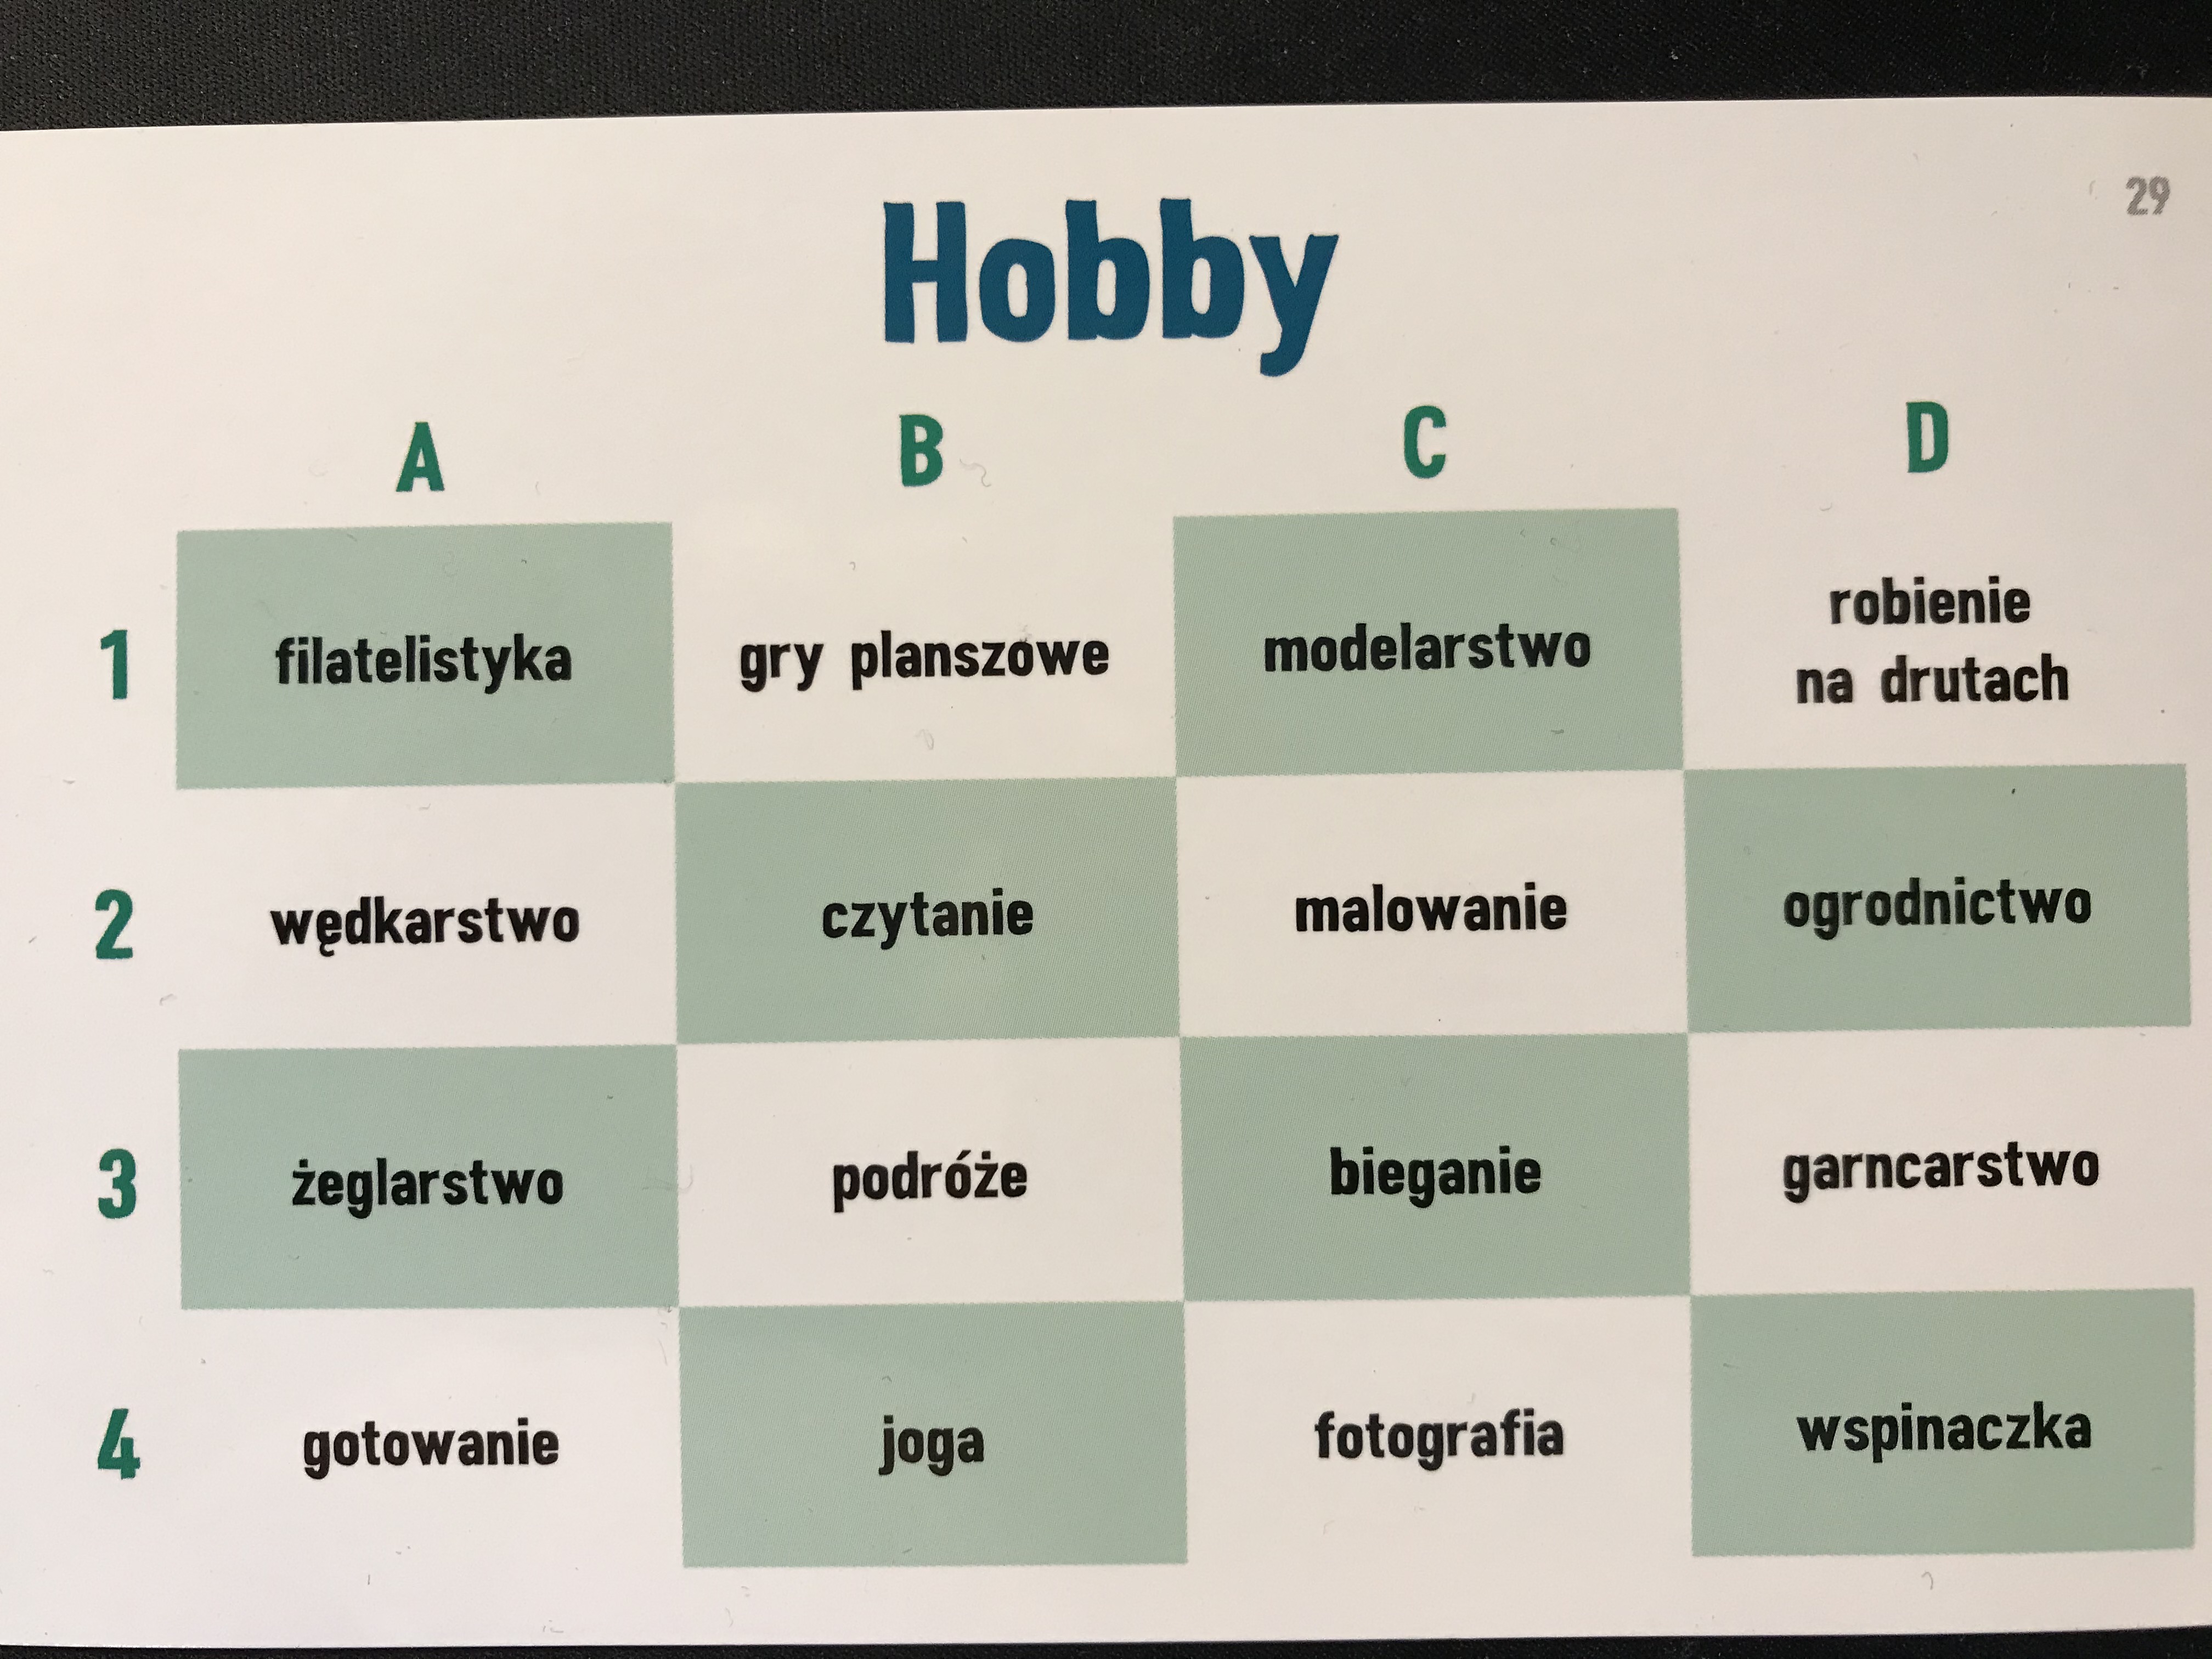 29
Hobby
A B C D
1 filatelistyka gry planszowe modelarstwo robienie
na drutach
2 wędkarstwo czytanie malowanie ogrodnictwo
3 żeglarstwo podróże bieganie garncarstwo
4 gotowanie joga fotografia wspinaczka